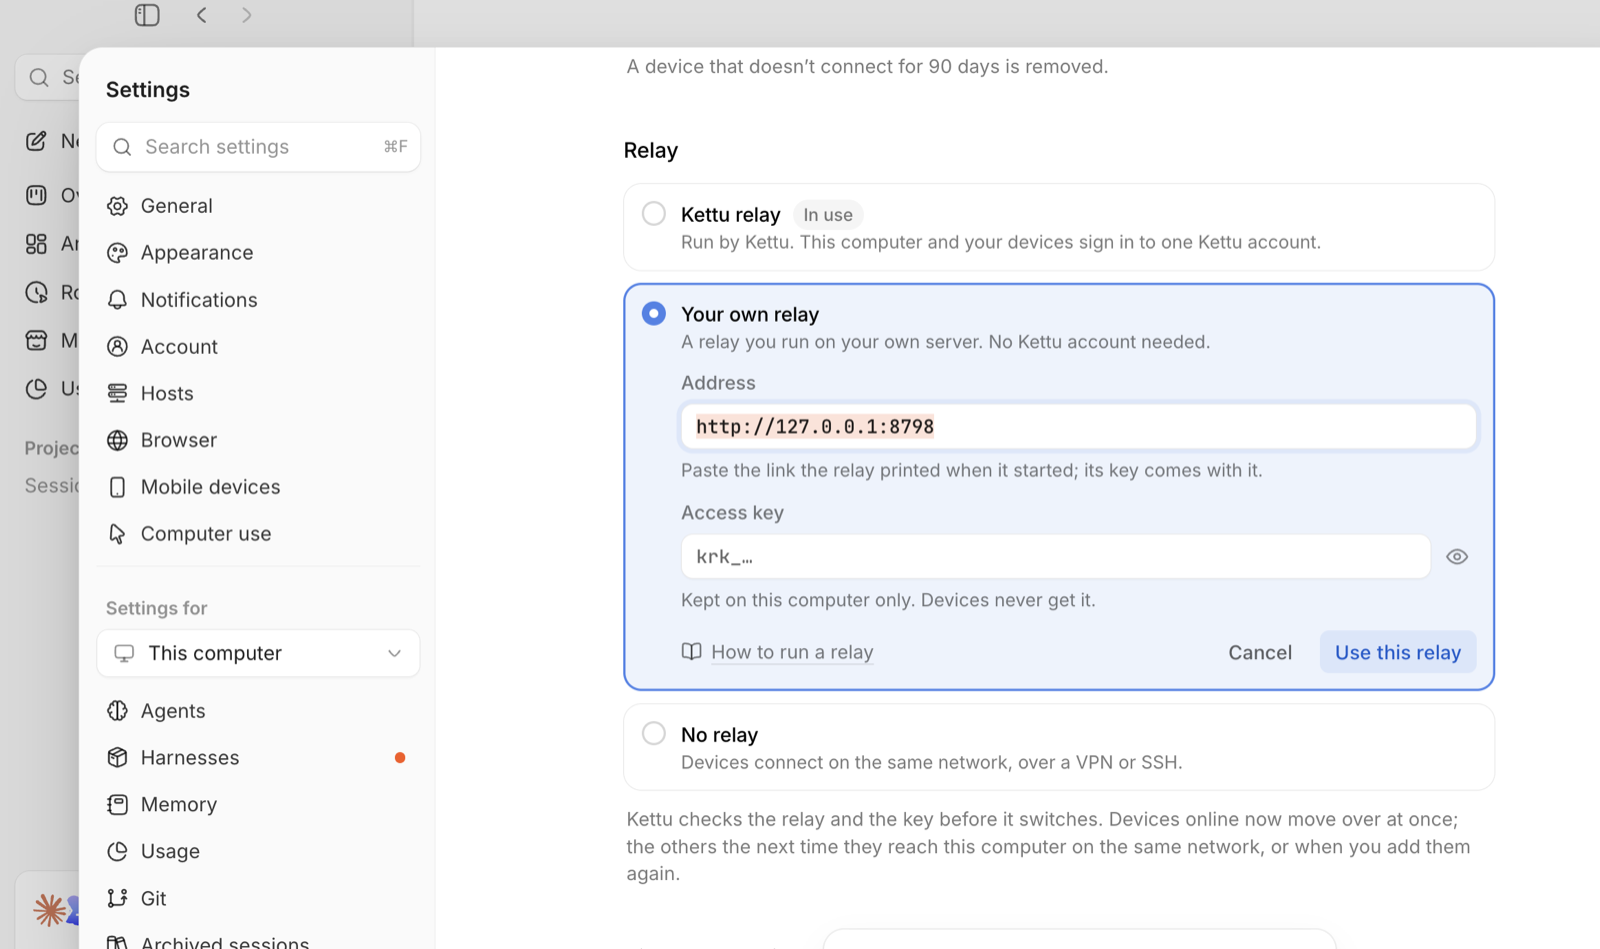 Settings
Search settings ⌘F
General
Appearance
Notifications
Account
Hosts
Browser
Mobile devices
Computer use
Settings for
This computer
Agents
Harnesses
Memory
Usage
Git
Archived sessions
A device that doesn’t connect for 90 days is removed.
Relay
Kettu relay In use
Run by Kettu. This computer and your devices sign in to one Kettu account.
Your own relay
A relay you run on your own server. No Kettu account needed.
Address
http://127.0.0.1:8798
Paste the link the relay printed when it started; its key comes with it.
Access key
krk_…
Kept on this computer only. Devices never get it.
How to run a relay Cancel Use this relay
No relay
Devices connect on the same network, over a VPN or SSH.
Kettu checks the relay and the key before it switches. Devices online now move over at once;
the others the next time they reach this computer on the same network, or when you add them
again.